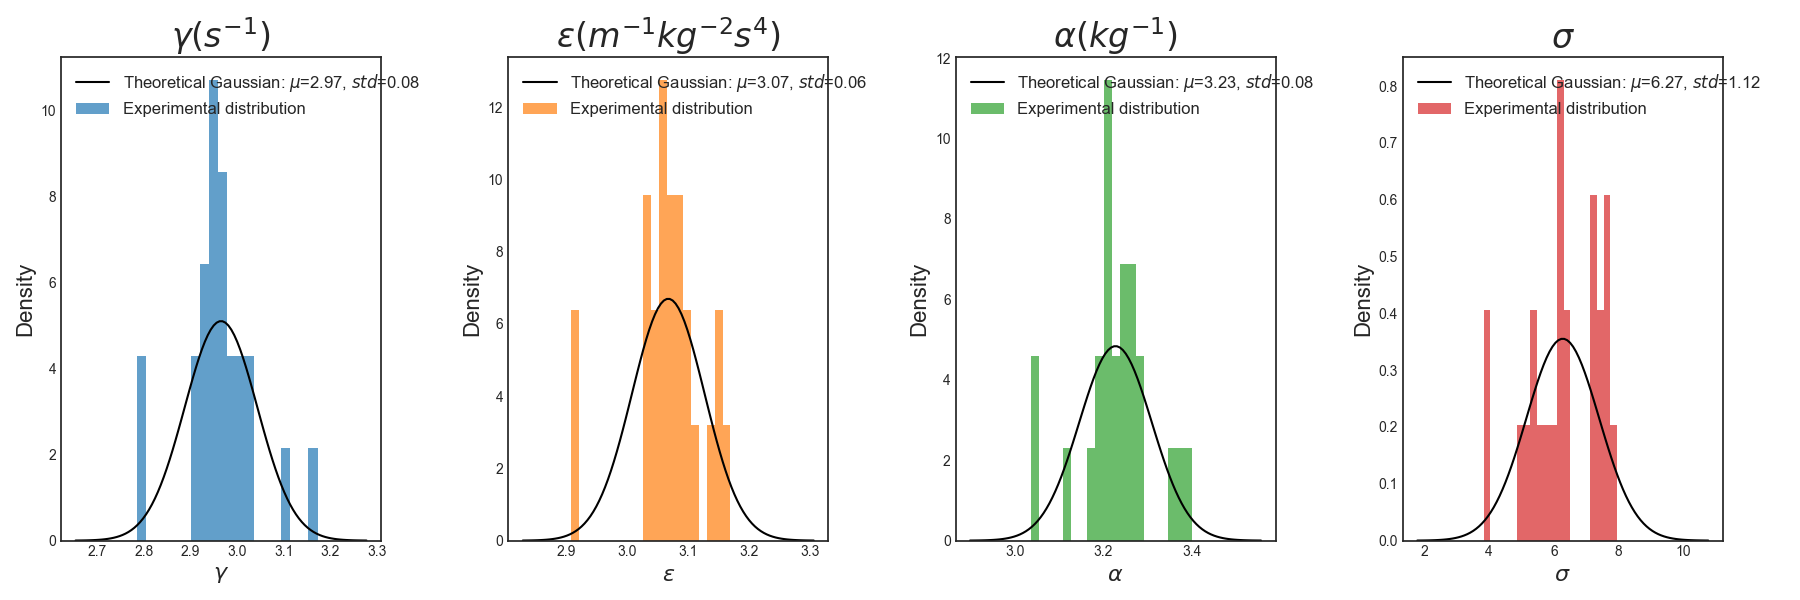 γ(s⁻¹)
Theoretical Gaussian: μ=2.97, std=0.08
Experimental distribution
10
8
6
4
2
0
Density
2.7 2.8 2.9 3.0 3.1 3.2 3.3
γ
ε(m⁻¹kg⁻²s⁴)
Theoretical Gaussian: μ=3.07, std=0.06
Experimental distribution
12
10
8
6
4
2
0
Density
2.9 3.0 3.1 3.2 3.3
ε
α(kg⁻¹)
Theoretical Gaussian: μ=3.23, std=0.08
Experimental distribution
12
10
8
6
4
2
0
Density
3.0 3.2 3.4
α
σ
Theoretical Gaussian: μ=6.27, std=1.12
Experimental distribution
0.8
0.7
0.6
0.5
0.4
0.3
0.2
0.1
0.0
Density
2 4 6 8 10
σ